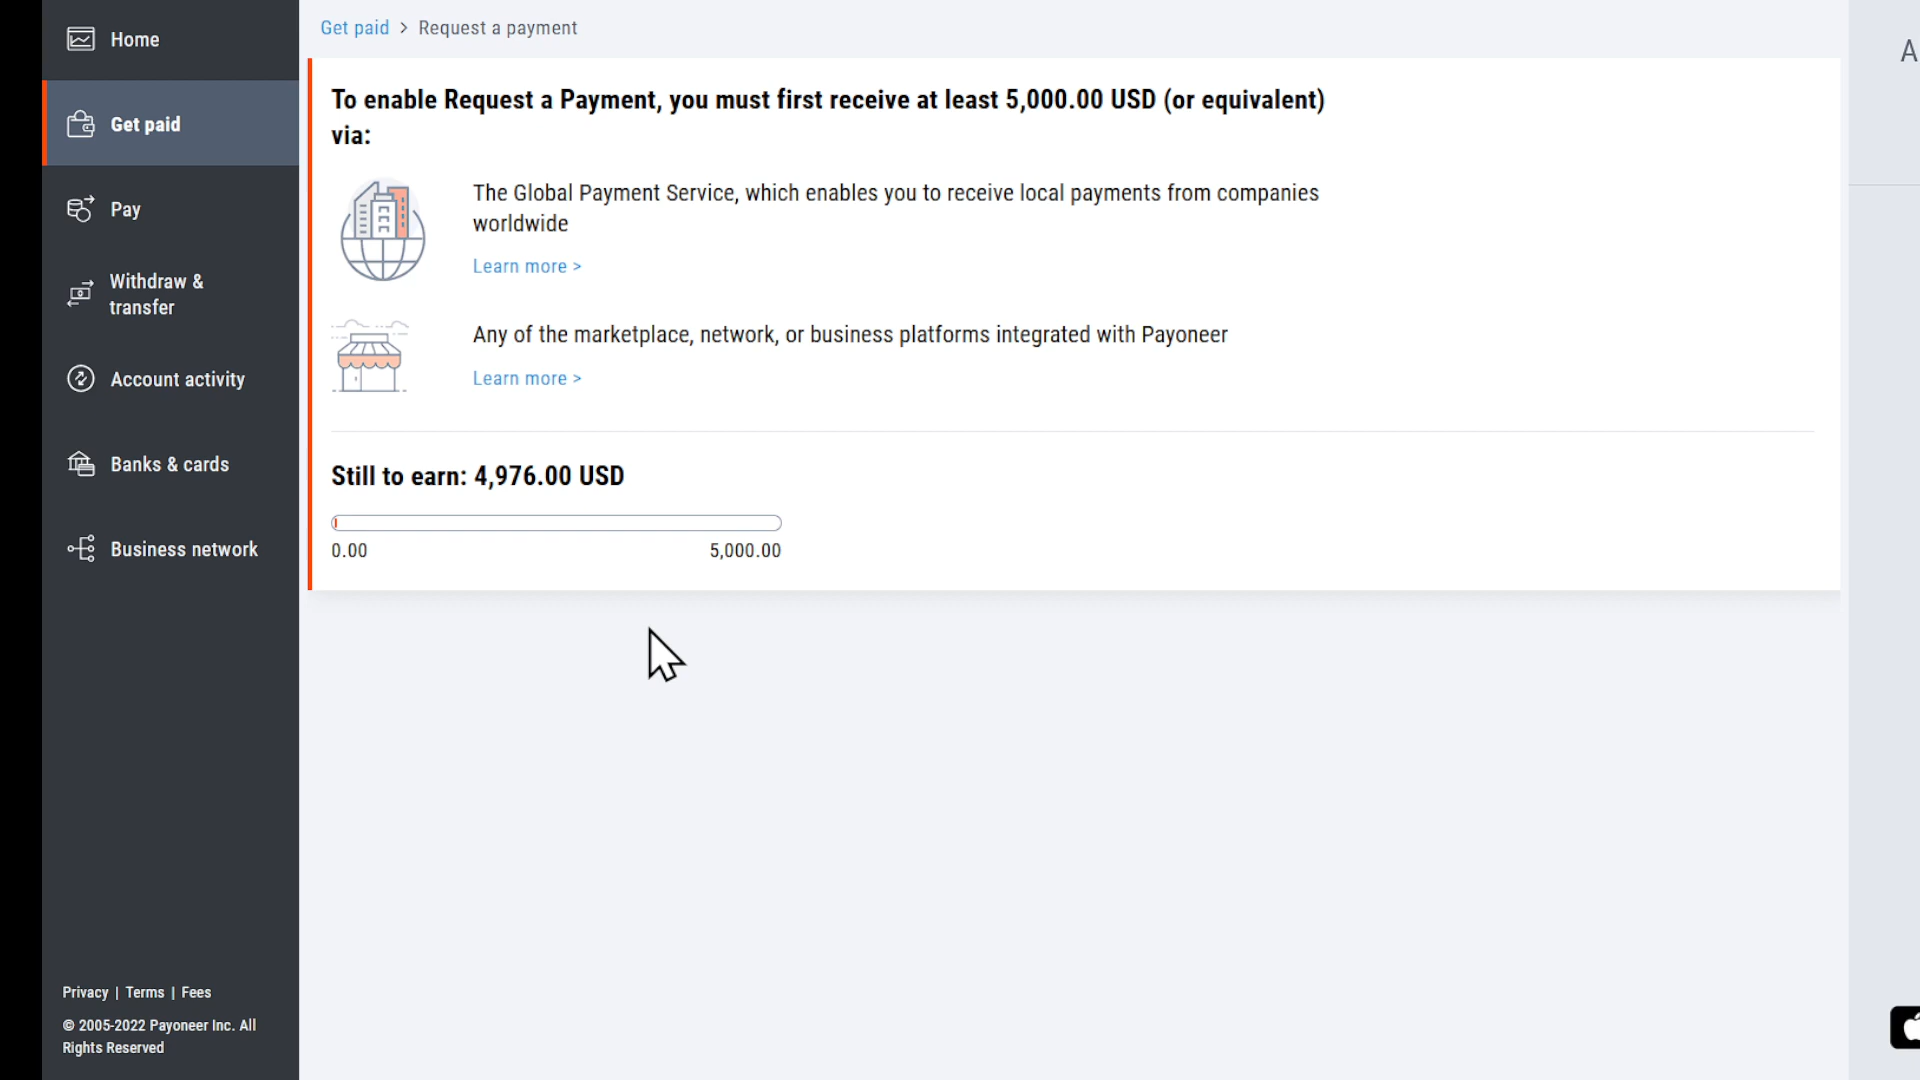 Home
Get paid
Pay
Withdraw &
transfer
Account activity
Banks & cards
Business network
Privacy | Terms | Fees
© 2005-2022 Payoneer Inc. All
Rights Reserved
Get paid > Request a payment
To enable Request a Payment, you must first receive at least 5,000.00 USD (or equivalent)
via:
The Global Payment Service, which enables you to receive local payments from companies
worldwide
Learn more >
Any of the marketplace, network, or business platforms integrated with Payoneer
Learn more >
Still to earn: 4,976.00 USD
0.00 5,000.00
A